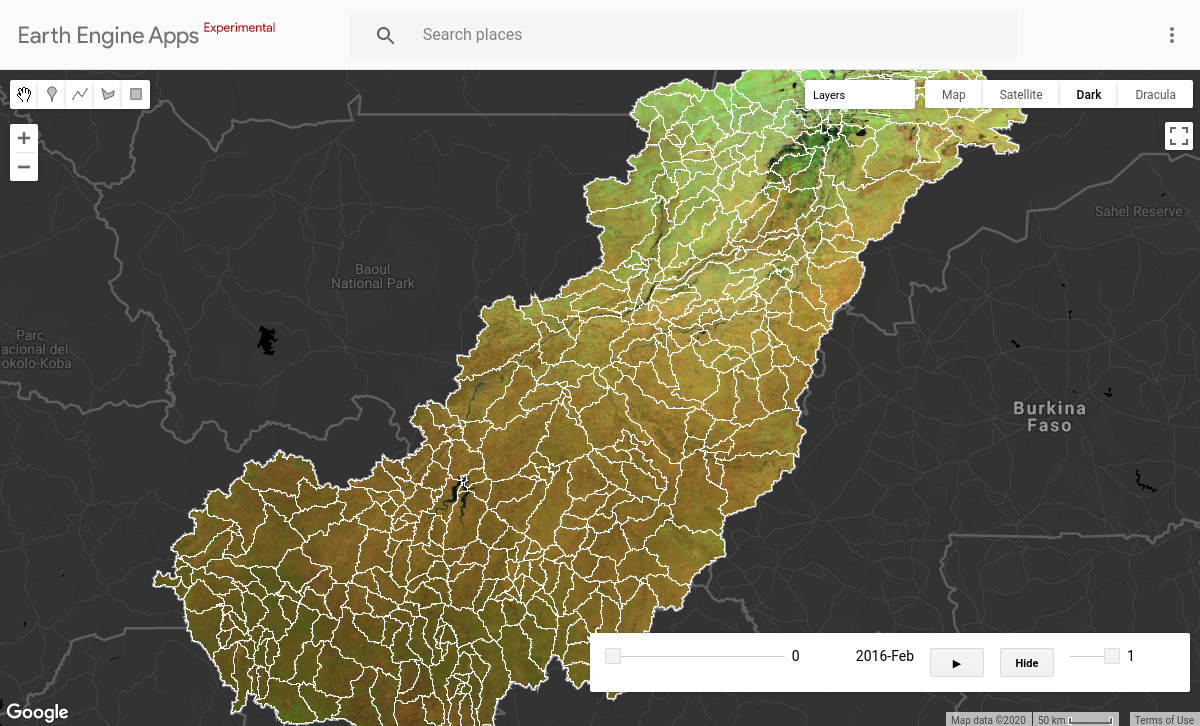 Earth Engine Apps Experimental
Search places
Layers
Map
Satellite
Dark
Dracula
Sahel Reserve
Baoul
National Park
Parc
acional del
iokolo-Koba
Burkina
Faso
0
2016-Feb
Hide
1
Google
Map data ©2020
50 km
Terms of Use